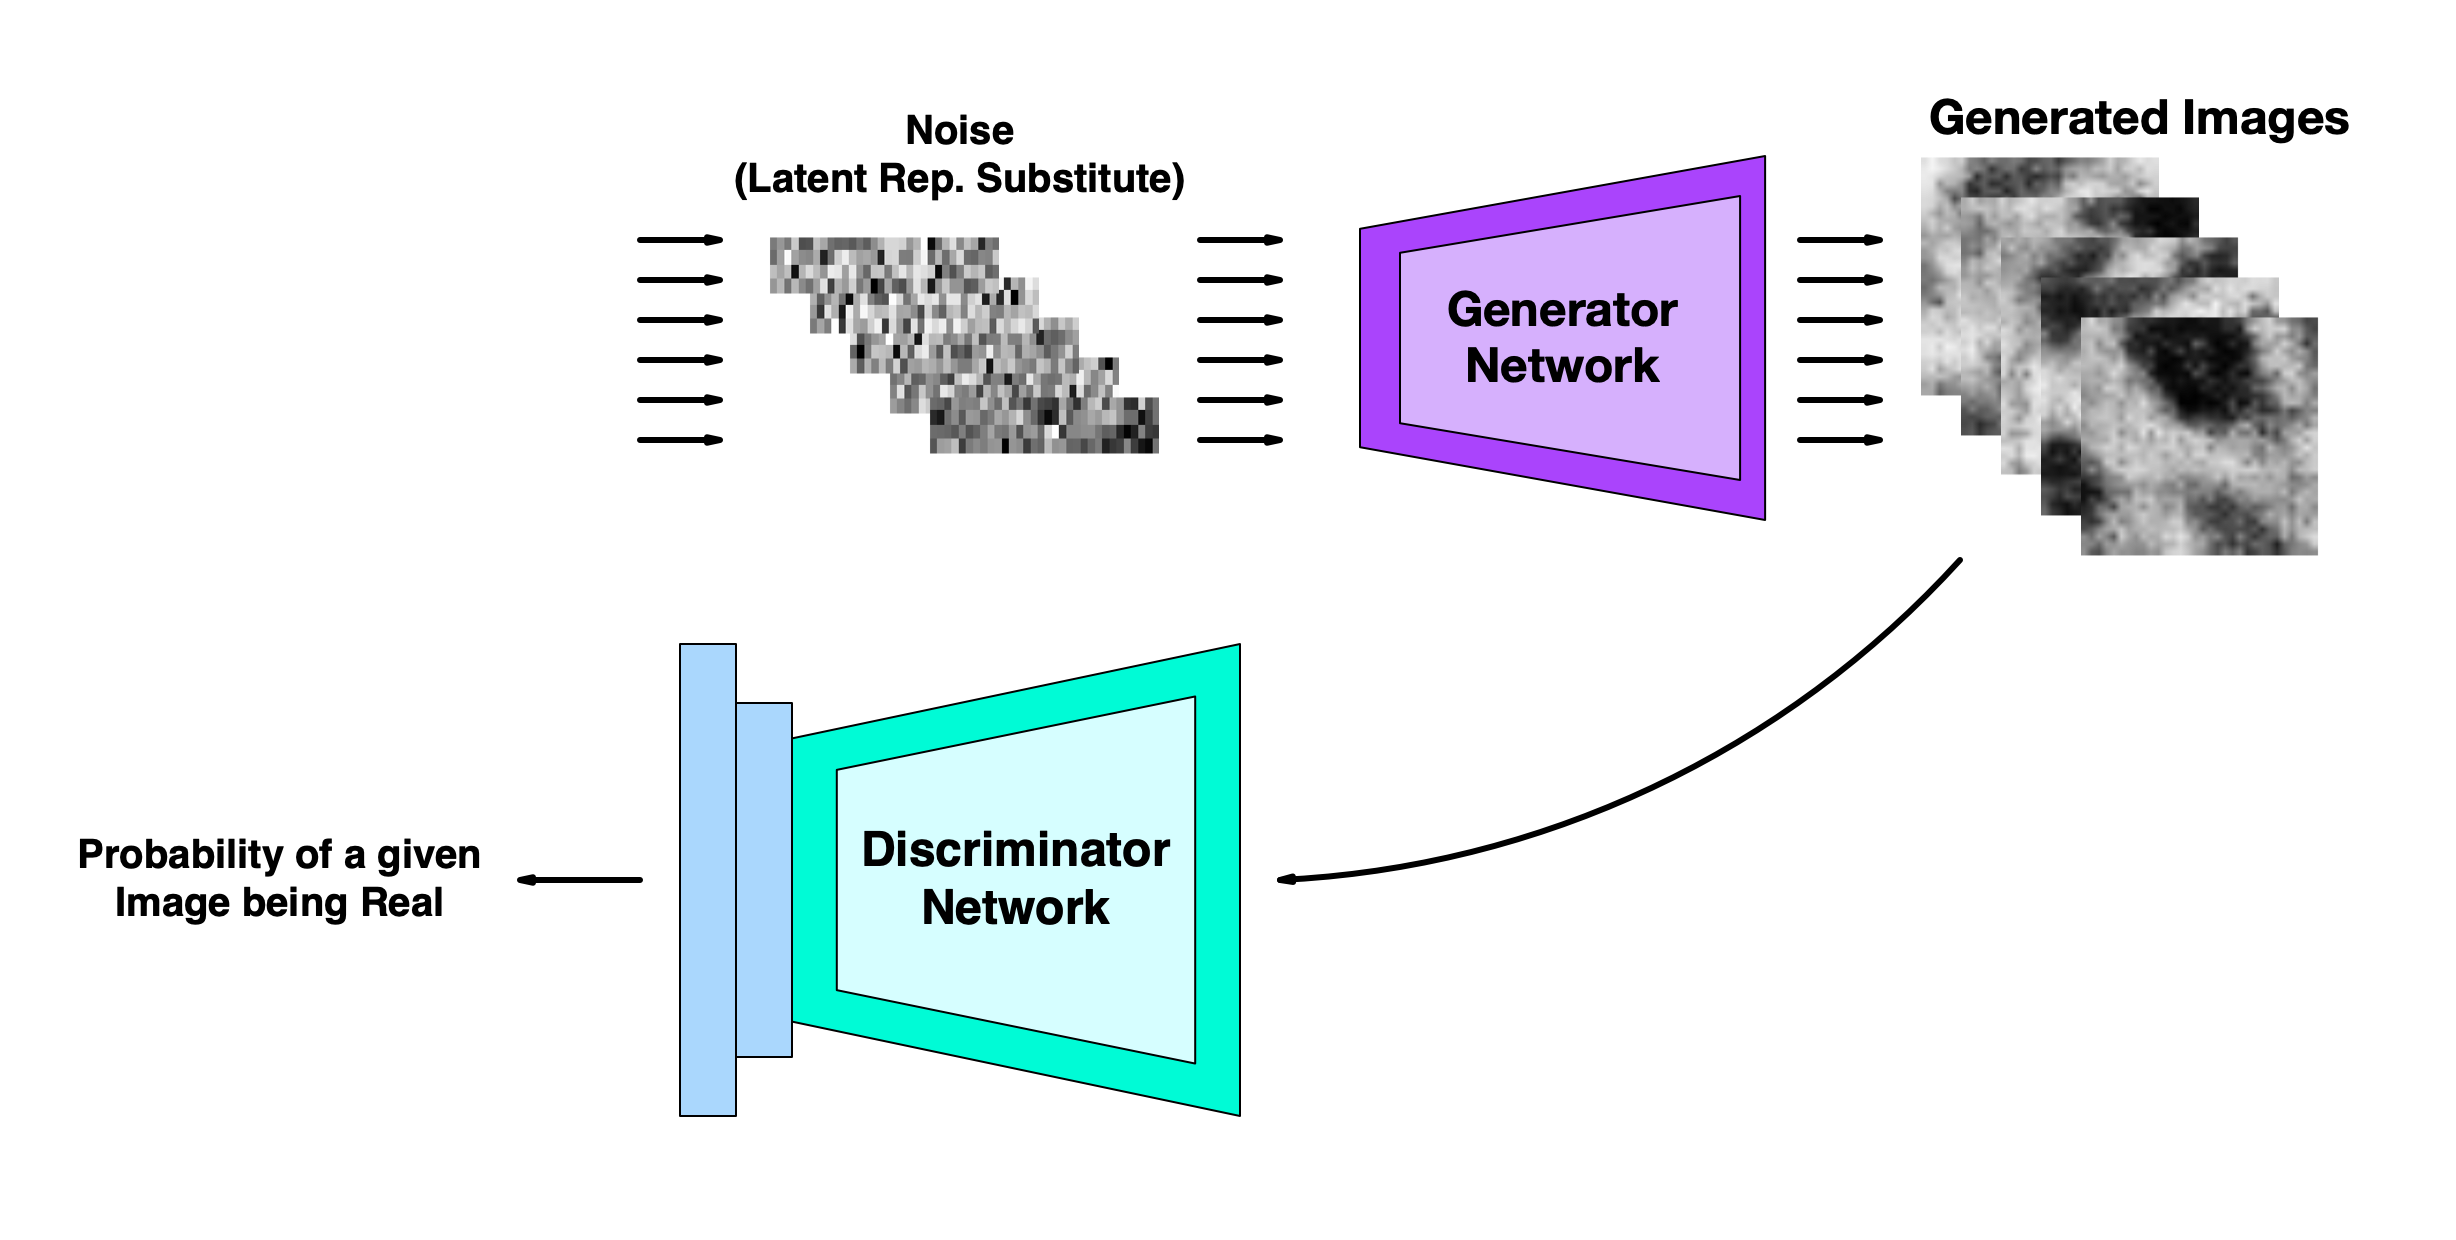 Noise
(Latent Rep. Substitute)
Generated Images
Generator
Network
Discriminator
Network
Probability of a given
Image being Real